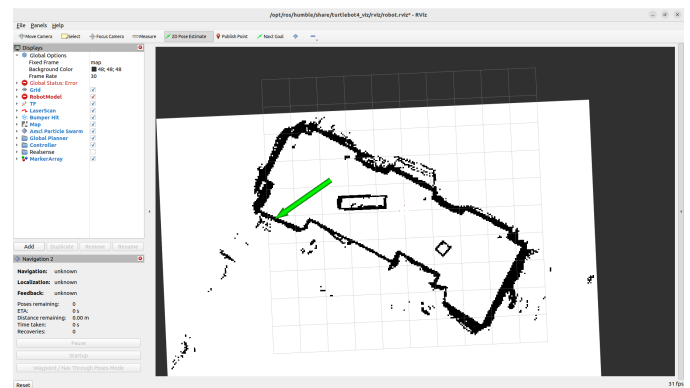 /opt/ros/humble/share/turtlebot4_viz/rviz/robot.rviz* - RViz
File Panels Help
Move Camera Select Focus Camera Measure 2D Pose Estimate Publish Point Nav2 Goal
Displays
Global Options
Fixed Frame map
Background Color 48; 48; 48
Frame Rate 30
Global Status: Error
Grid
RobotModel
TF
LaserScan
Bumper Hit
Map
Amcl Particle Swarm
Global Planner
Controller
Realsense
MarkerArray
Add Duplicate Remove Rename
Navigation 2
Navigation: unknown
Localization: unknown
Feedback: unknown
Poses remaining: 0
ETA: 0 s
Distance remaining: 0.00 m
Time taken: 0 s
Recoveries: 0
Pause
Startup
Waypoint / Nav Through Poses Mode
Reset 31 fps